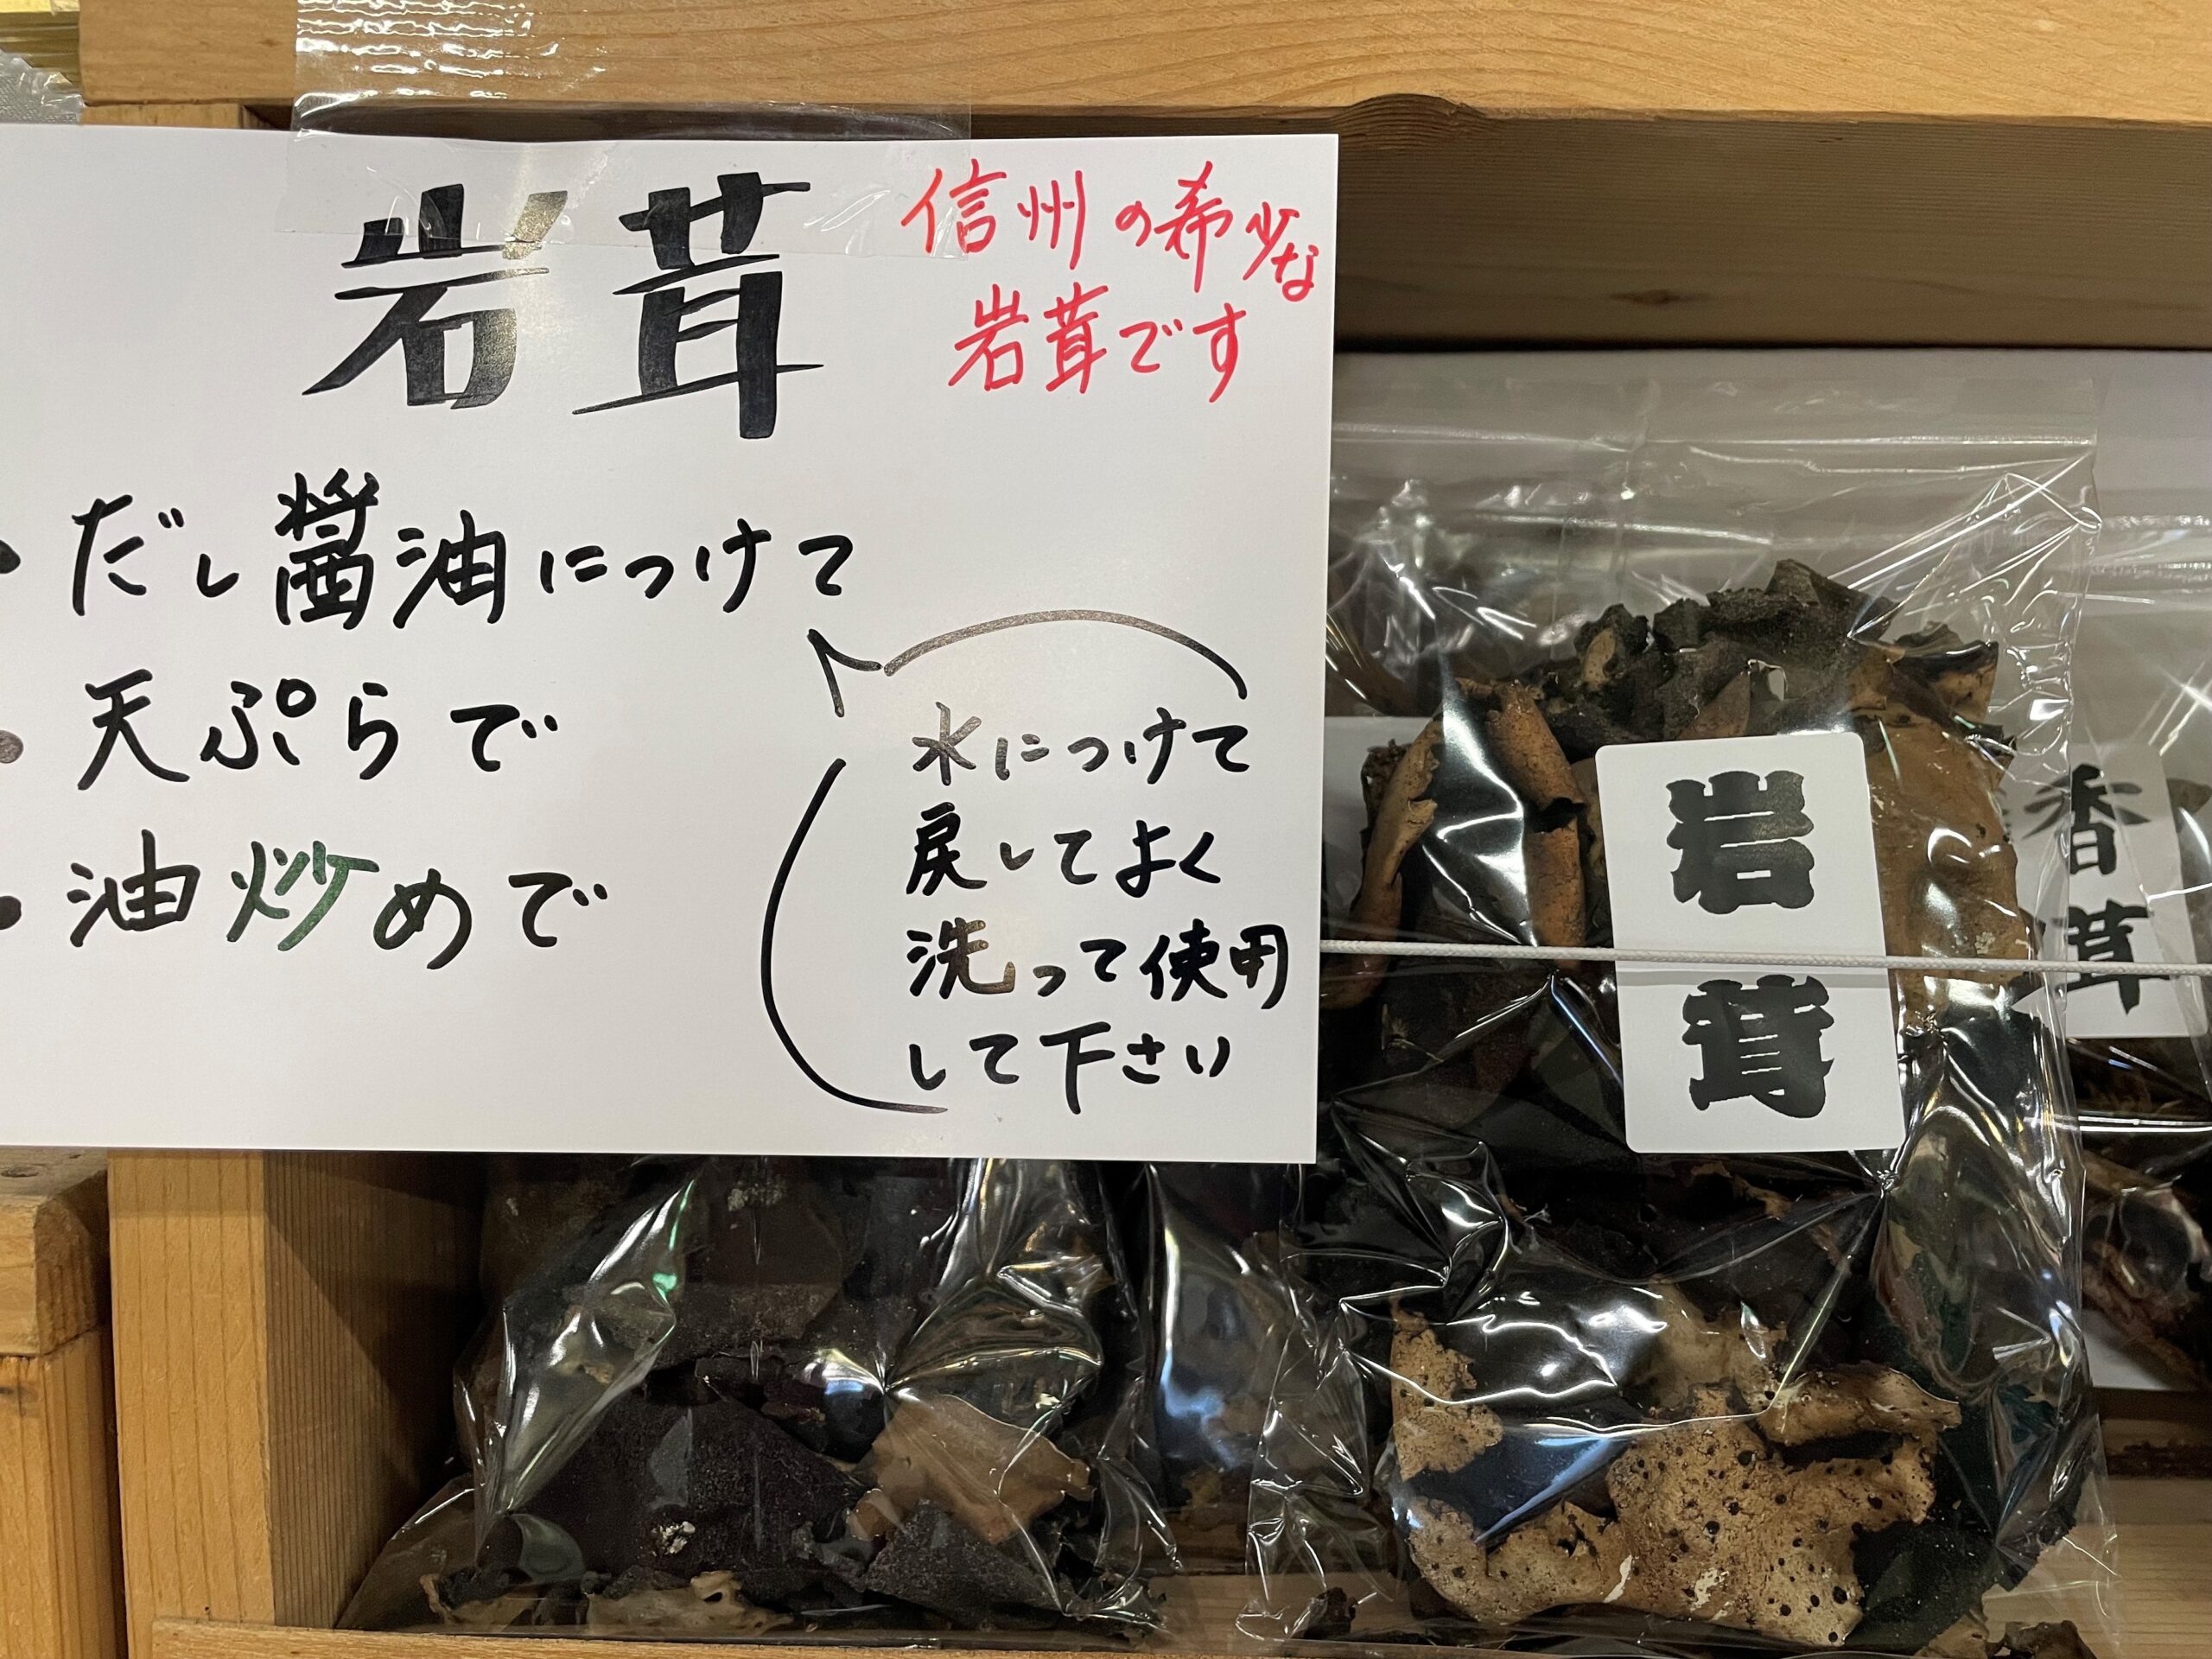 岩茸
信州の希少な
岩茸です
・だし醤油につけて
・天ぷらで
・油炒めで
水につけて
戻してよく
洗って使用
して下さい
岩茸
香茸